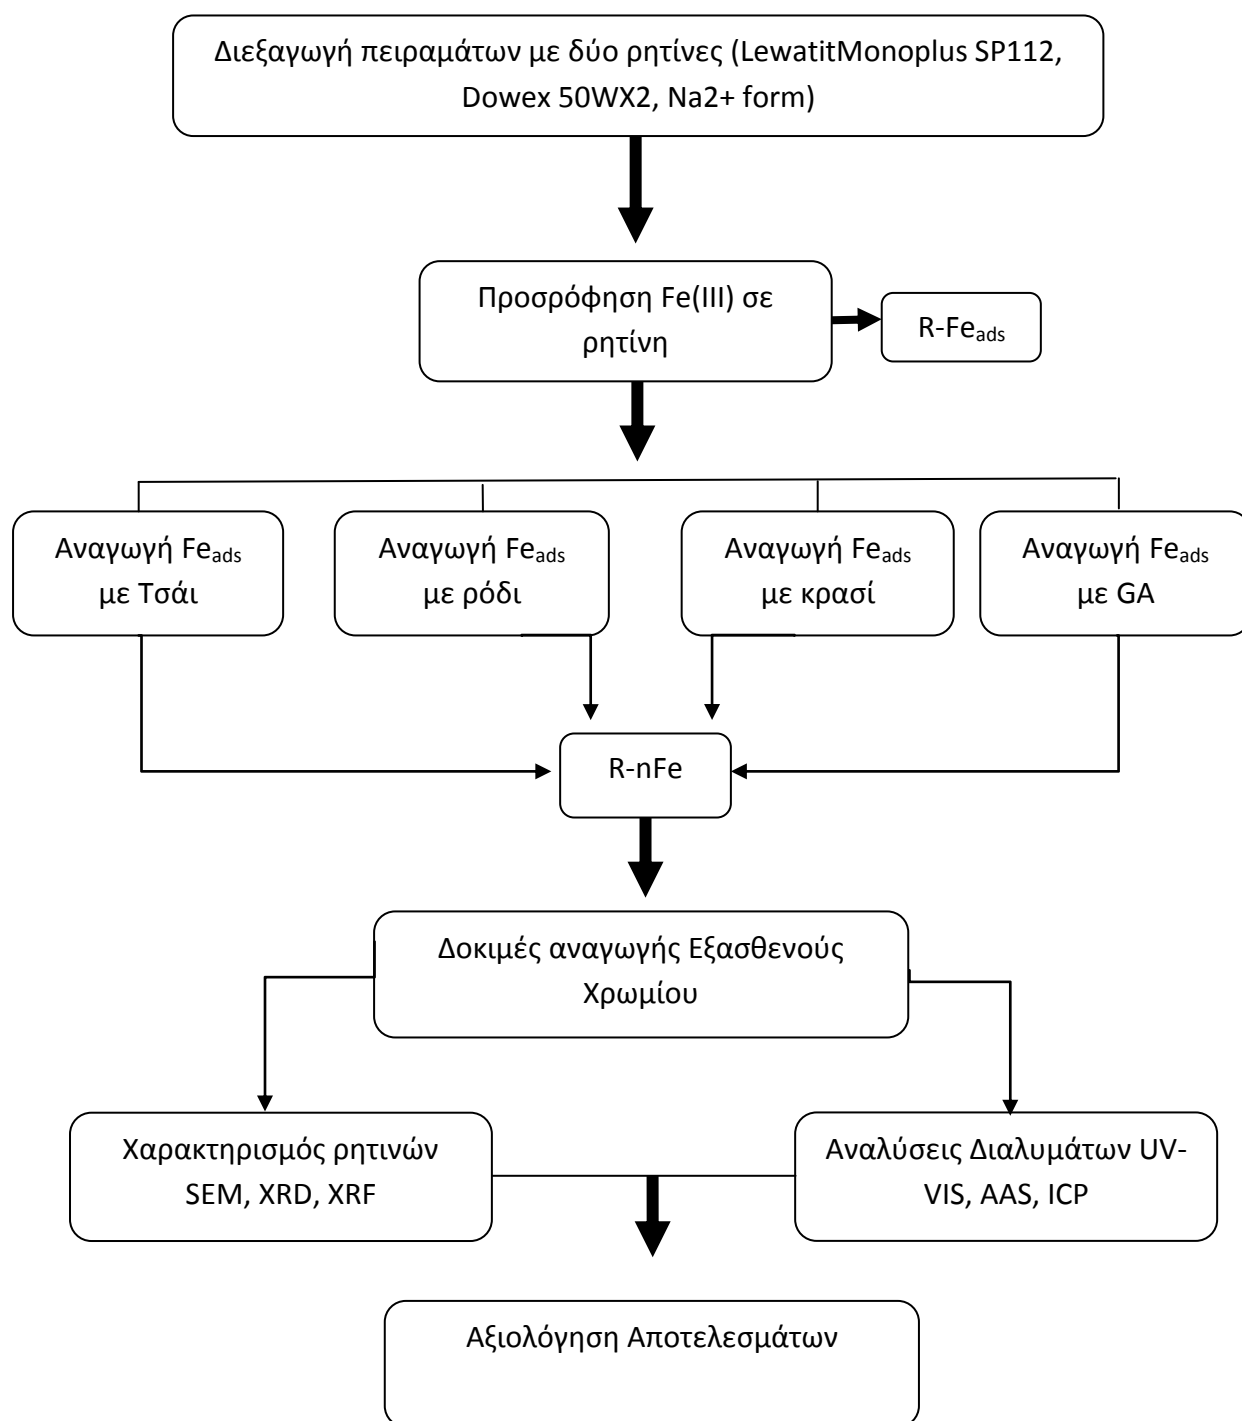 Διεξαγωγή πειραμάτων με δύο ρητίνες (LewatitMonoplus SP112,
Dowex 50WX2, Na2+ form)
Προσρόφηση Fe(III) σε
ρητίνη
R-Feads
Αναγωγή Feads
με Τσάι
Αναγωγή Feads
με ρόδι
Αναγωγή Feads
με κρασί
Αναγωγή Feads
με GA
R-nFe
Δοκιμές αναγωγής Εξασθενούς
Χρωμίου
Χαρακτηρισμός ρητινών
SEM, XRD, XRF
Αναλύσεις Διαλυμάτων UV-
VIS, AAS, ICP
Αξιολόγηση Αποτελεσμάτων